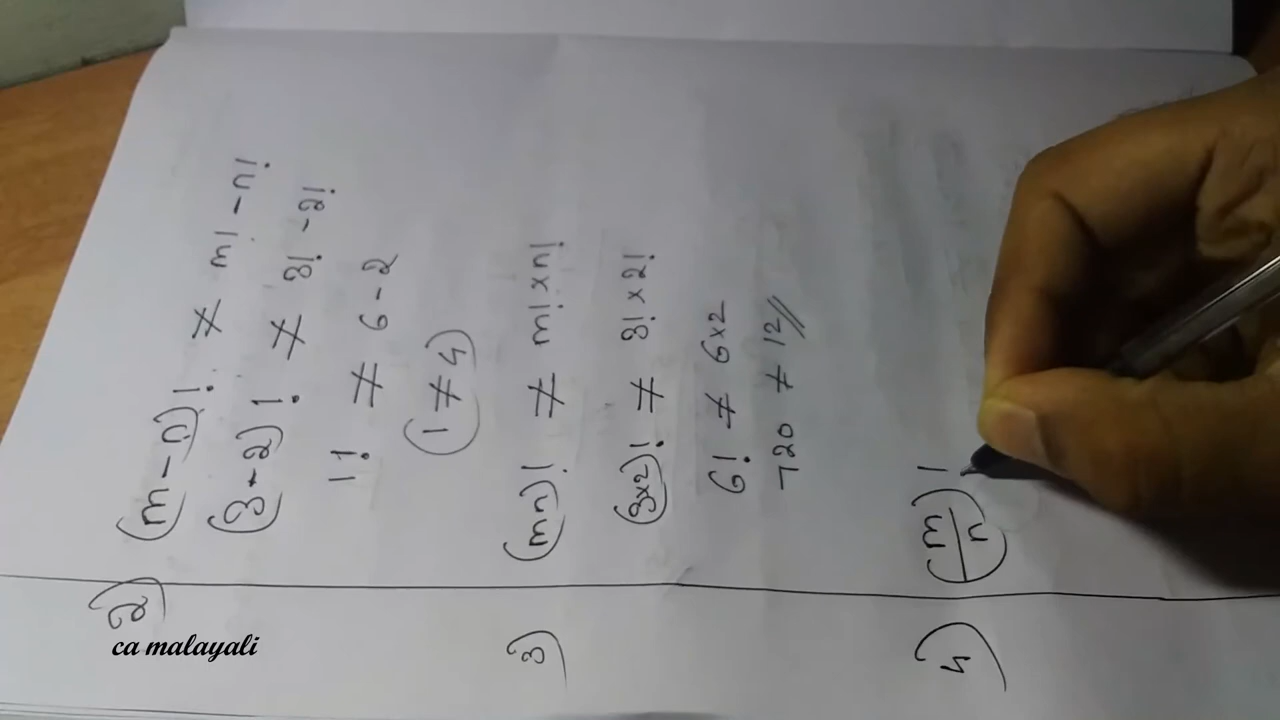 2) (m-n)! ≠ m! - n!
(3-2)! ≠ 3! - 2!
1! ≠ 6-2
(1 ≠ 4)
3) (mn)! ≠ m! × n!
(3×2)! ≠ 3! × 2!
6! ≠ 6×2
720 ≠ 12//
4) (m/n)!
ca malayali